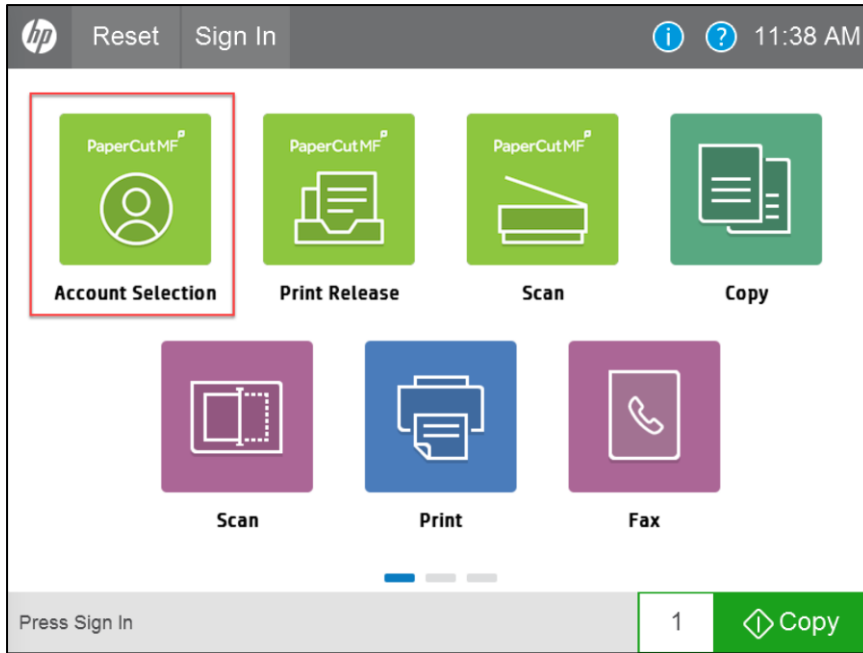 hp
Reset
Sign In
i
?
11:38 AM
PaperCutMF
PaperCutMF
PaperCutMF
Account Selection
Print Release
Scan
Copy
Scan
Print
Fax
Press Sign In
1
Copy